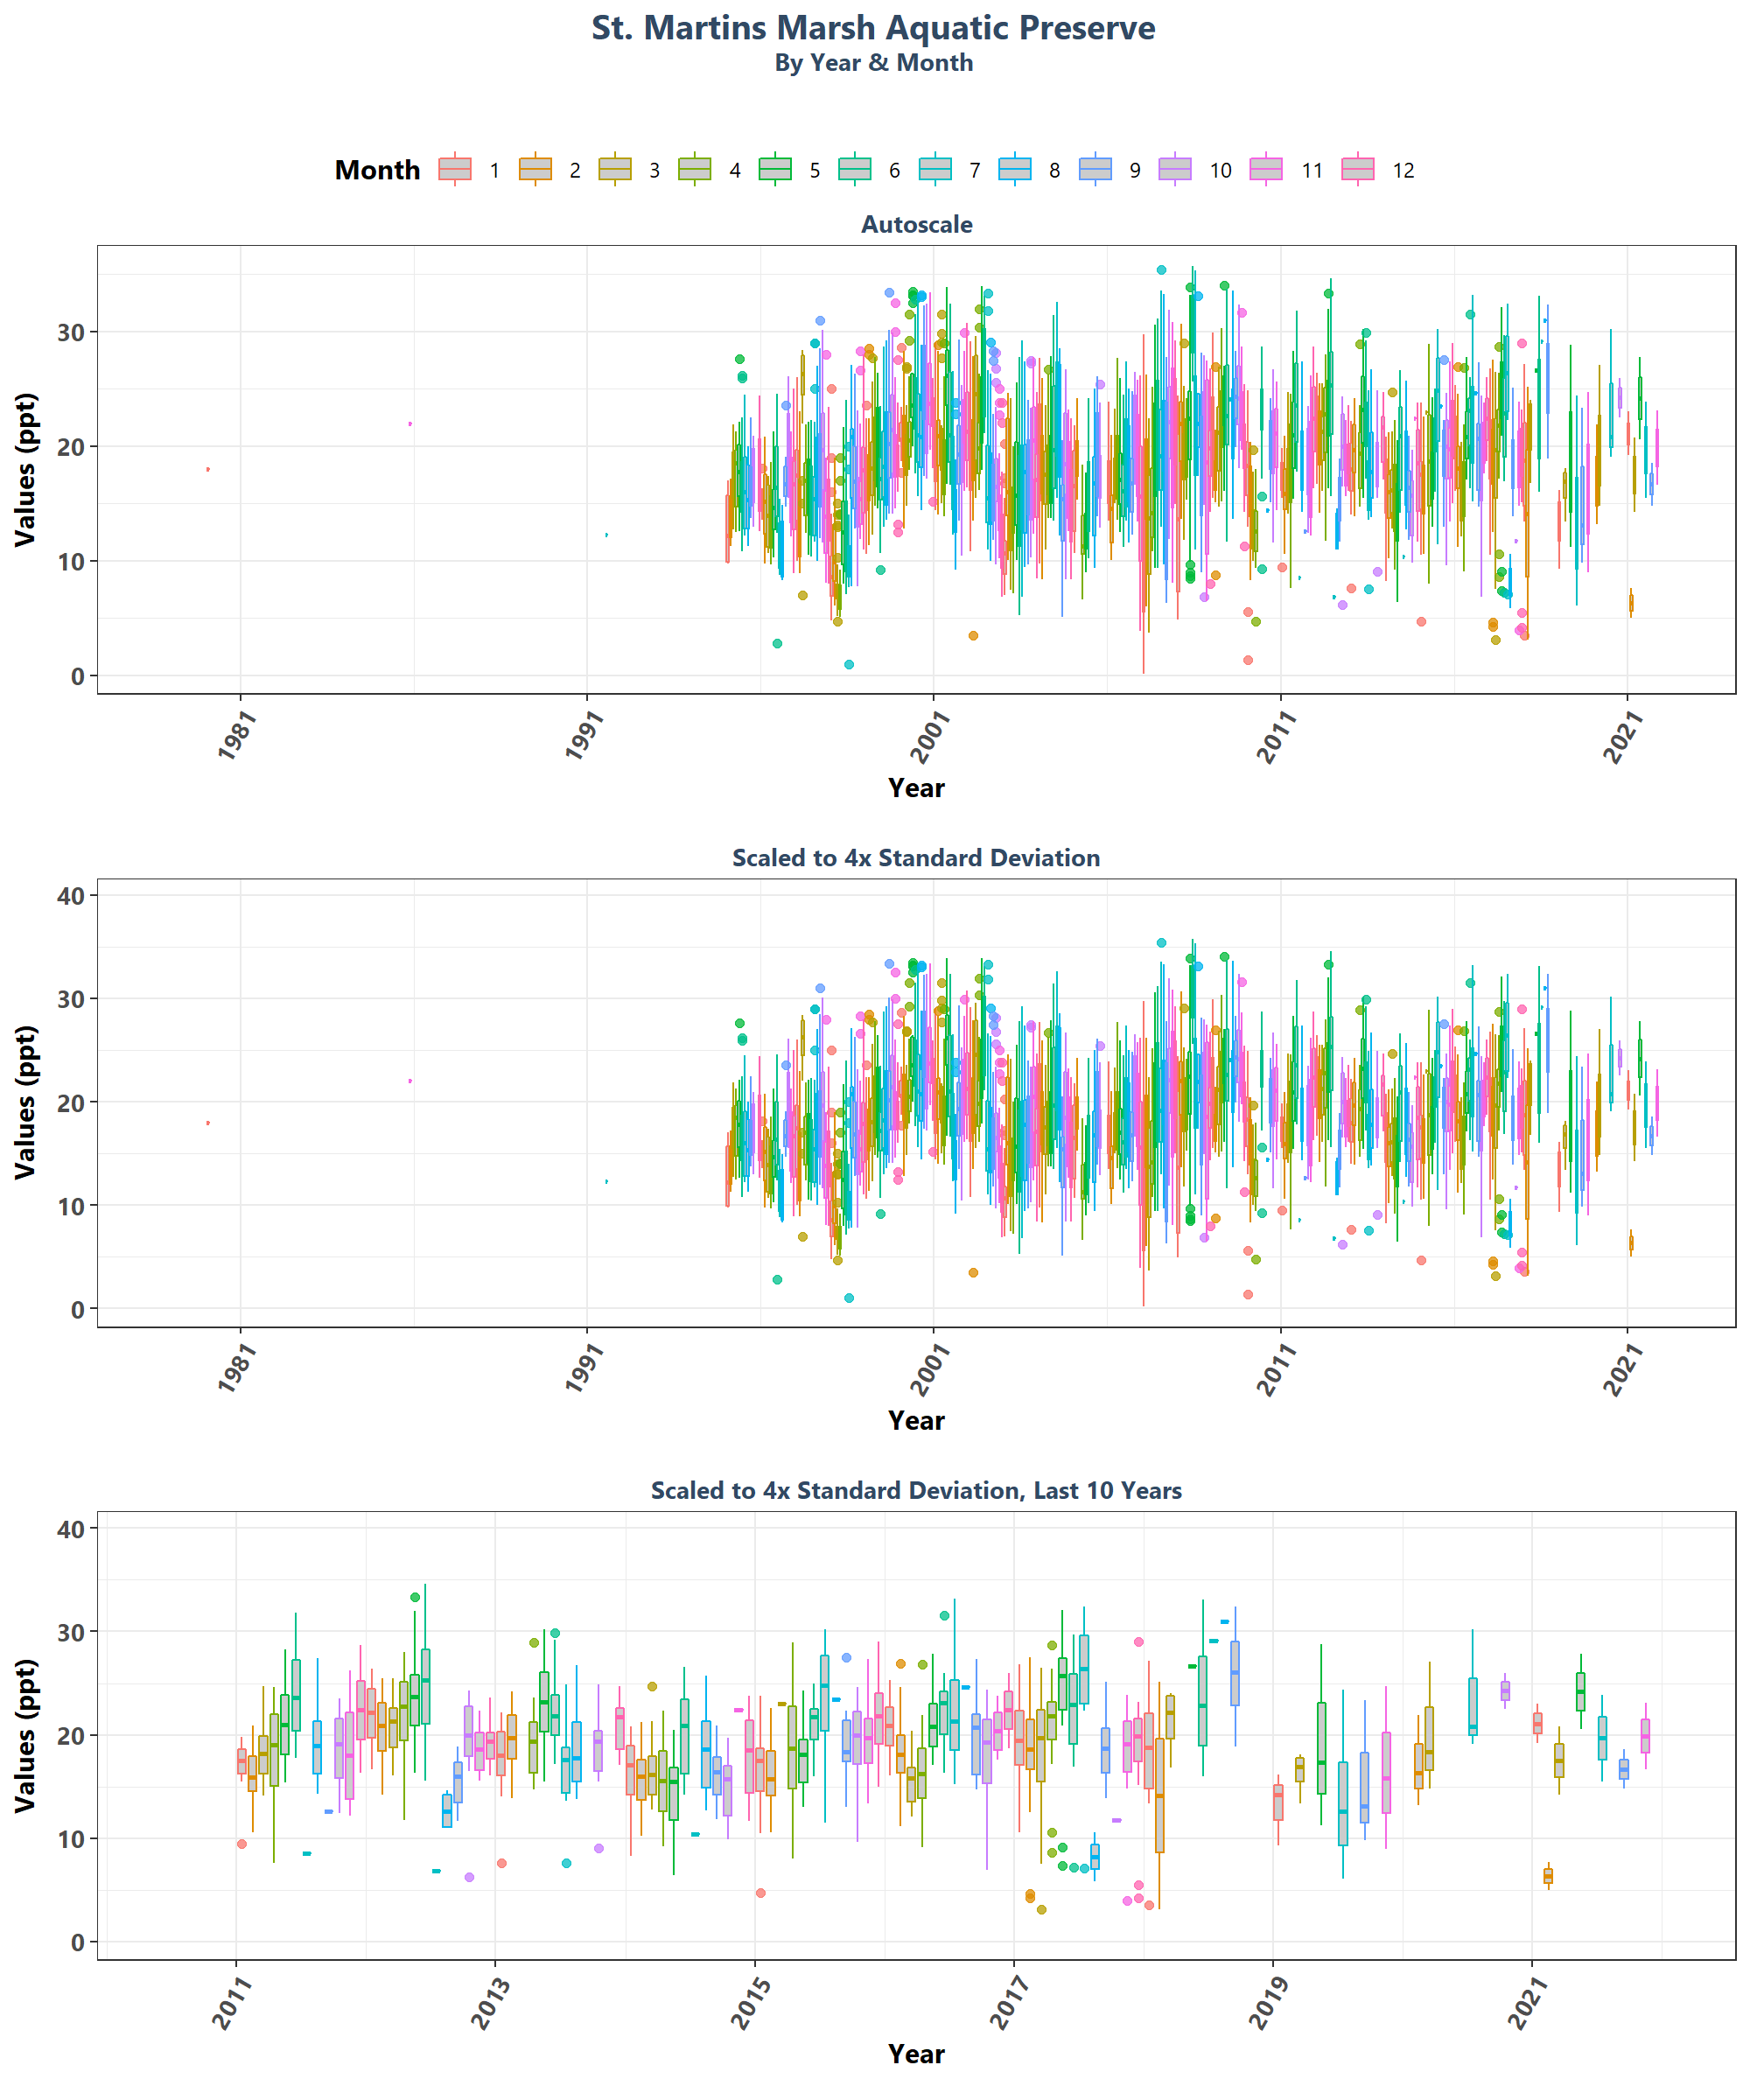 St. Martins Marsh Aquatic Preserve
By Year & Month
Month 1 2 3 4 5 6 7 8 9 10 11 12
Autoscale
Values (ppt)
30
20
10
0
1981 1991 2001 2011 2021
Year
Scaled to 4x Standard Deviation
Values (ppt)
40
30
20
10
0
1981 1991 2001 2011 2021
Year
Scaled to 4x Standard Deviation, Last 10 Years
Values (ppt)
40
30
20
10
0
2011 2013 2015 2017 2019 2021
Year